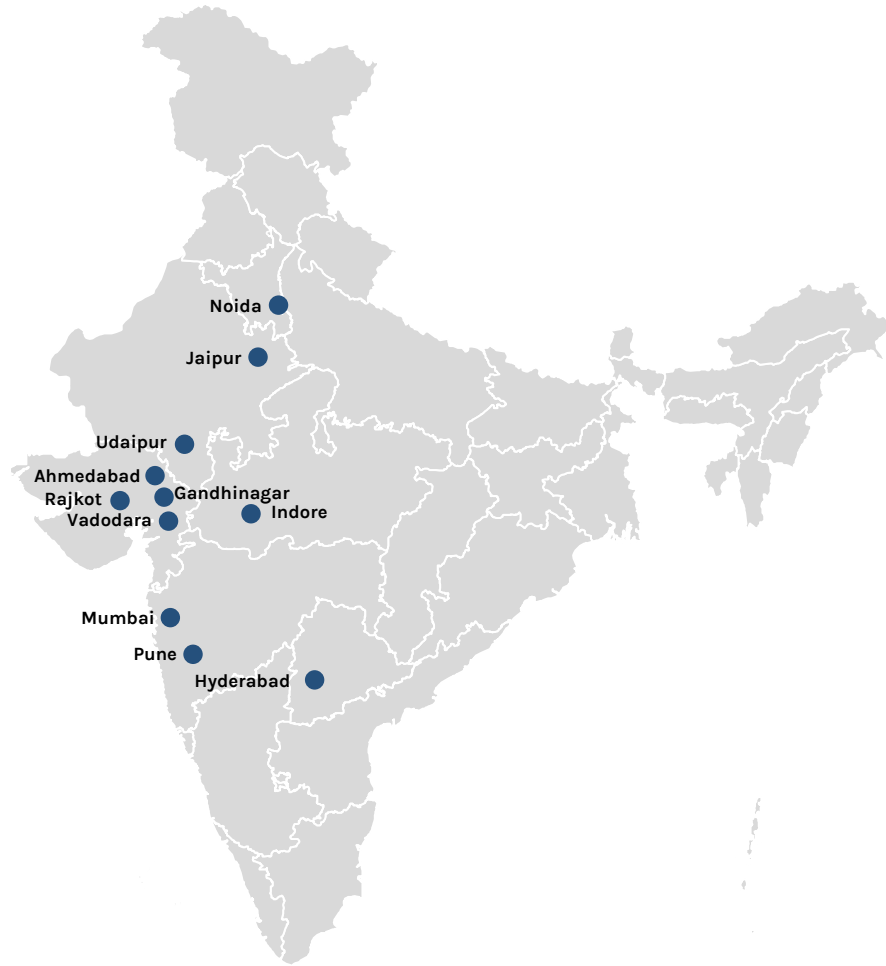 Noida
Jaipur
Udaipur
Ahmedabad
Gandhinagar
Rajkot
Vadodara
Indore
Mumbai
Pune
Hyderabad